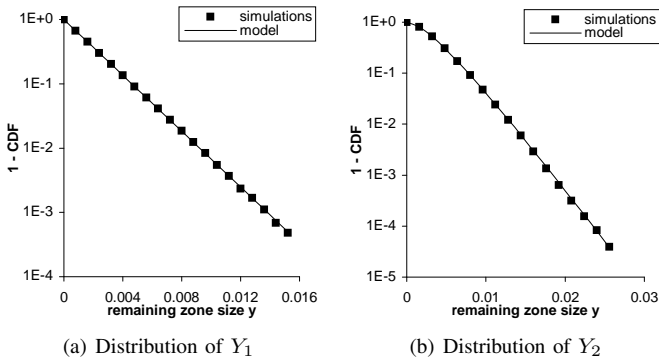 simulations
model
1E+0
1E-1
1E-2
1E-3
1E-4
1 - CDF
0 0.004 0.008 0.012 0.016
remaining zone size y
(a) Distribution of Y1
simulations
model
1E+0
1E-1
1E-2
1E-3
1E-4
1E-5
1 - CDF
0 0.01 0.02 0.03
remaining zone size y
(b) Distribution of Y2